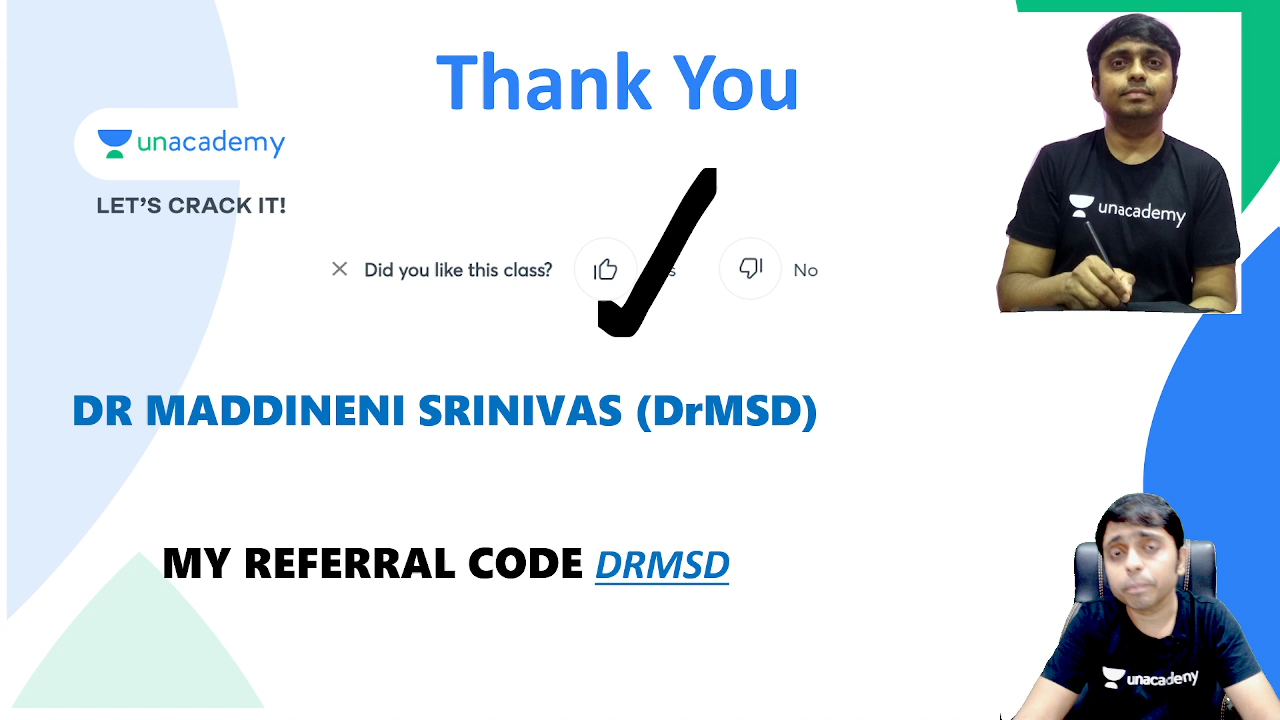 Thank You
unacademy
LET'S CRACK IT!
unacademy
Did you like this class? No
DR MADDINENI SRINIVAS (DrMSD)
MY REFERRAL CODE DRMSD
unacademy